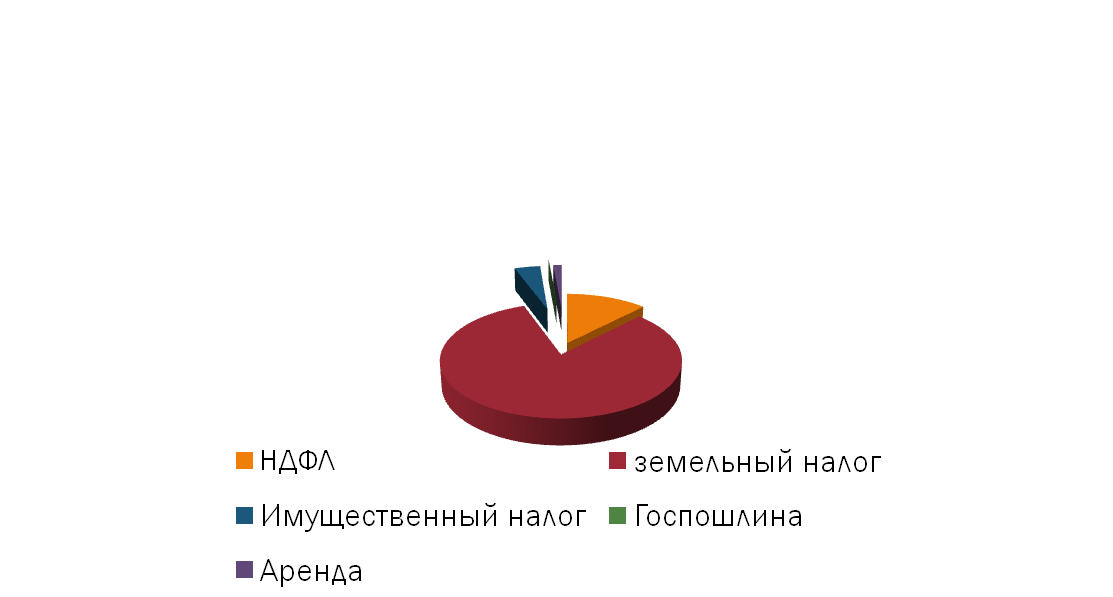 НДФЛ земельный налог
Имущественный налог Госпошлина
Аренда